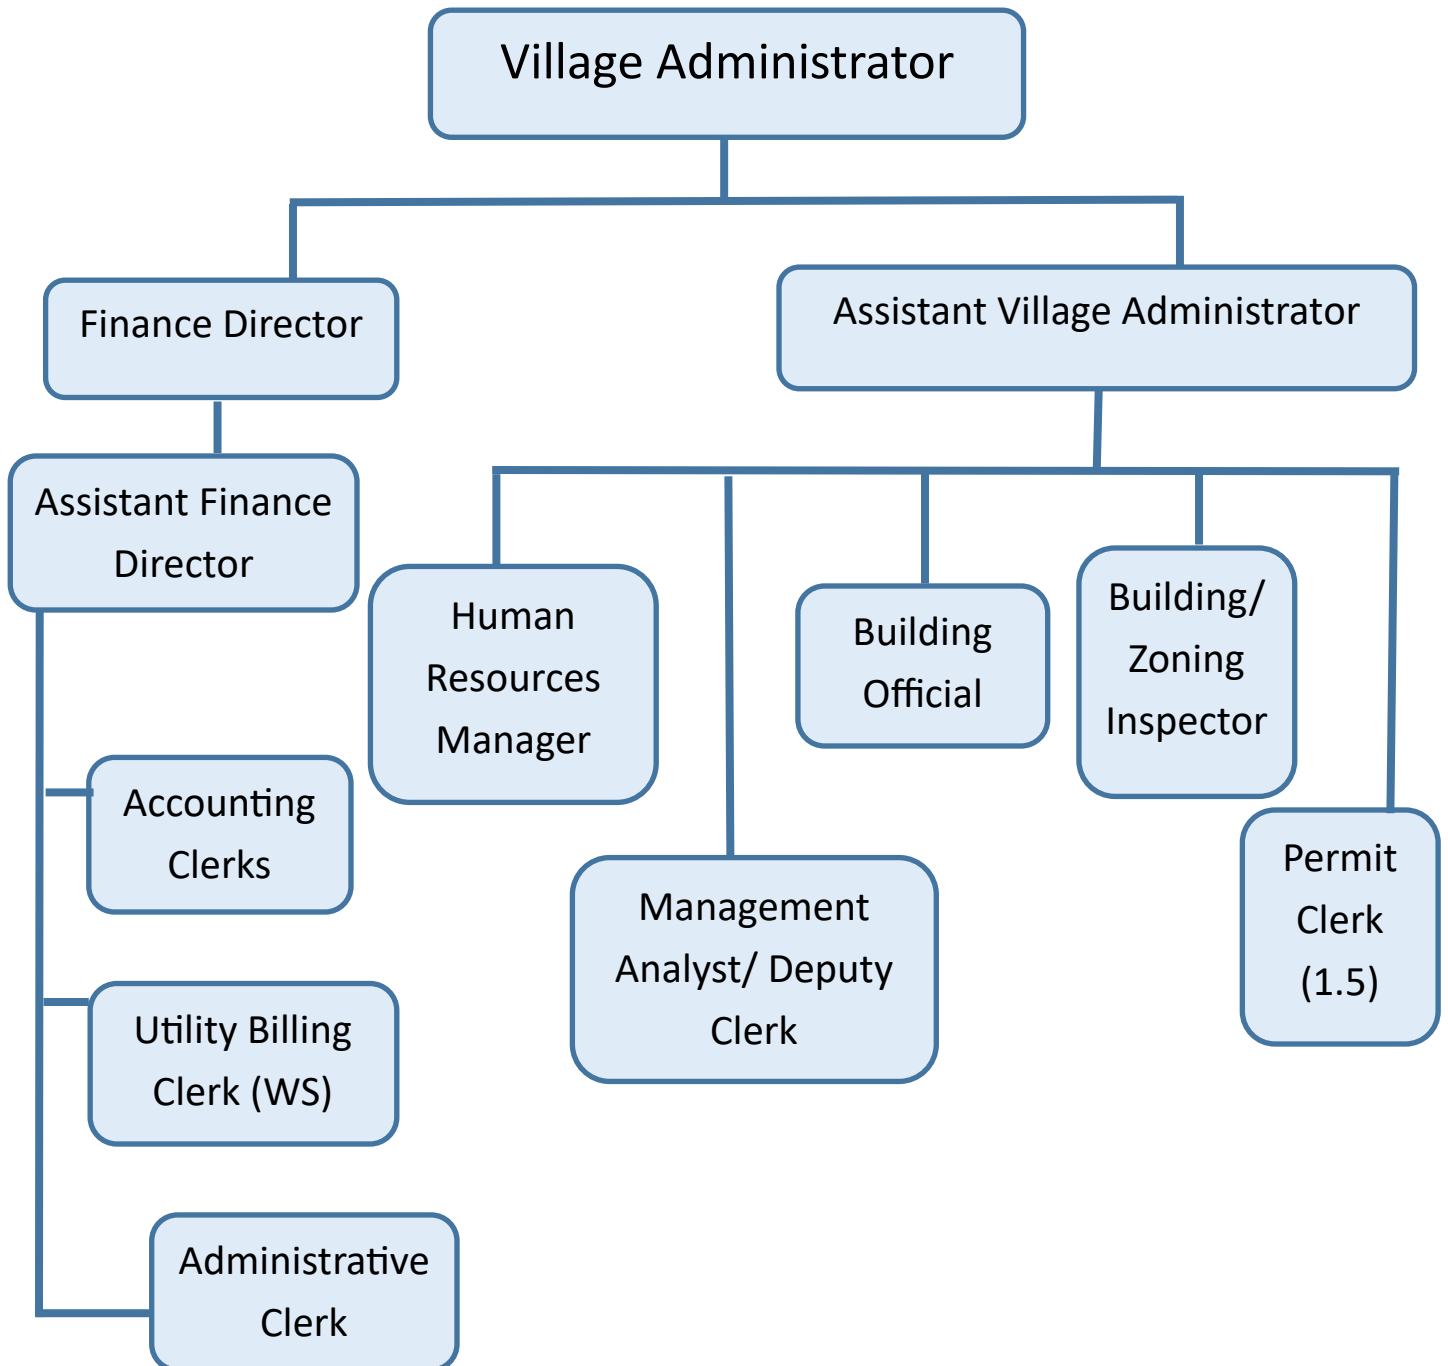 Village Administrator
Finance Director
Assistant Village Administrator
Assistant Finance
Director
Human
Resources
Manager
Building
Official
Building/
Zoning
Inspector
Accounting
Clerks
Management
Analyst/ Deputy
Clerk
Permit
Clerk
(1.5)
Utility Billing
Clerk (WS)
Administrative
Clerk